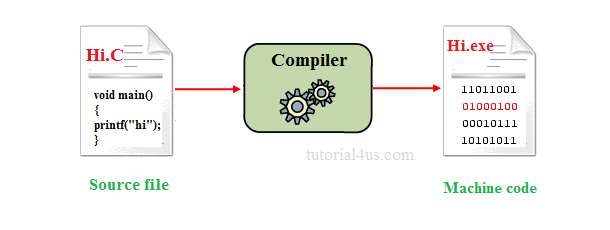 Hi.C
void main()
{
printf("hi");
}
Source file
Compiler
tutorial4us.com
Hi.exe
11011001
01000100
00010111
10101011
Machine code